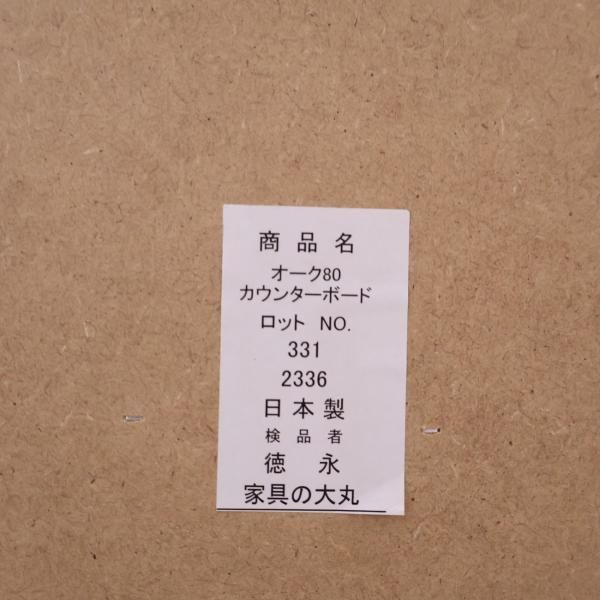 商品名
オーク80
カウンターボード
ロット NO.
331
2336
日本製
検品者
徳永
家具の大丸